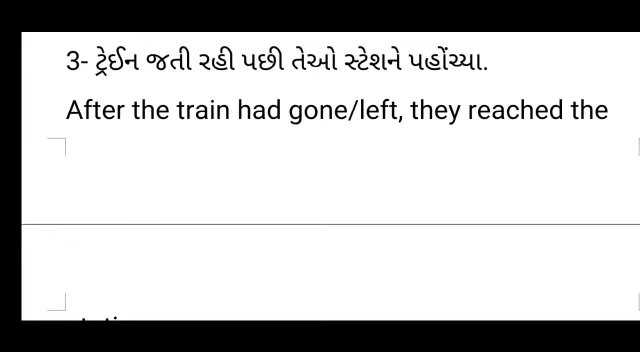 3- ટ્રેઈન જતી રહી પછી તેઓ સ્ટેશને પહોંચ્યા.
After the train had gone/left, they reached the